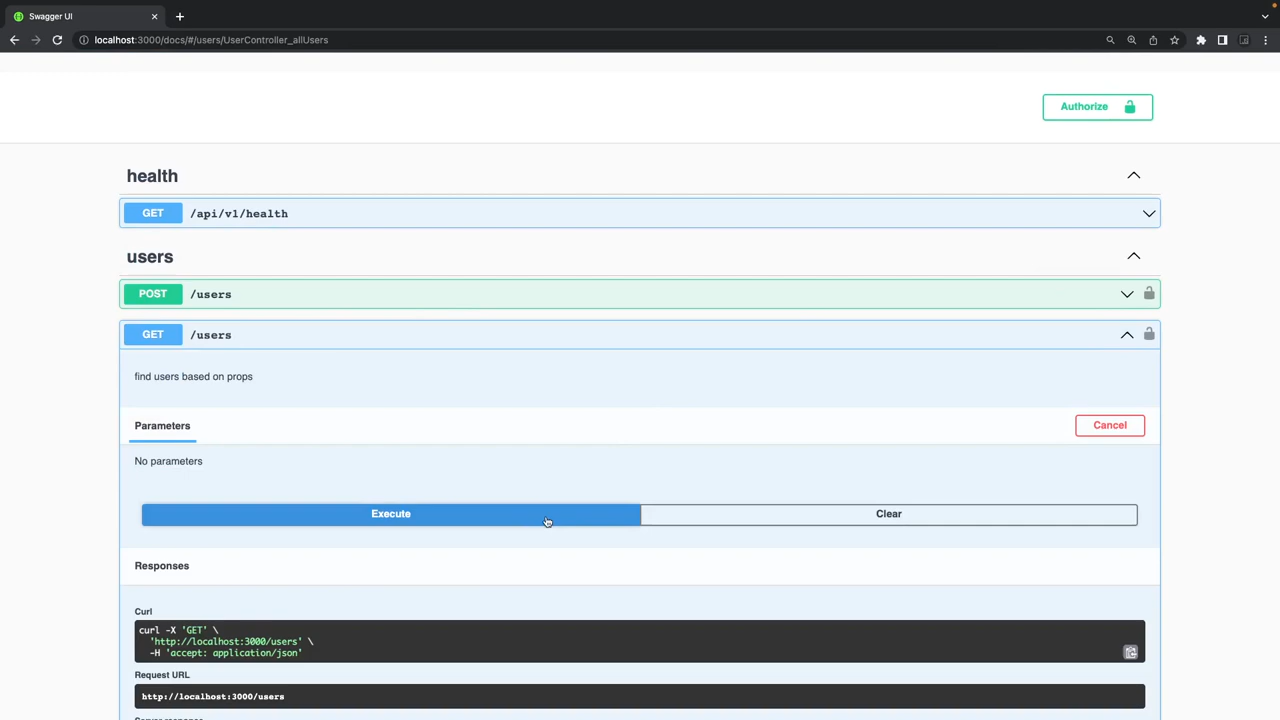 Swagger UI
localhost:3000/docs/#/users/UserController_allUsers
Authorize
health
GET /api/v1/health
users
POST /users
GET /users
find users based on props
Parameters
Cancel
No parameters
Execute
Clear
Responses
Curl
curl -X 'GET' \
'http://localhost:3000/users' \
-H 'accept: application/json'
Request URL
http://localhost:3000/users
Server response